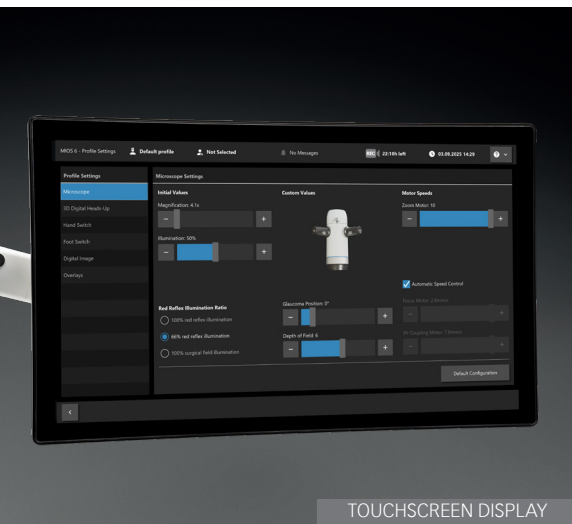 MIOS 6 - Profile Settings
Default profile
Not Selected
No Messages
REC 22:10h left
03.09.2025 14:29
?
Profile Settings
Microscope
3D Digital Heads-Up
Hand Switch
Foot Switch
Digital Image
Overlays
Microscope Settings
Initial Values
Magnification: 4.1x
- +
Illumination: 50%
- +
Red Reflex Illumination Ratio
100% red reflex illumination
66% red reflex illumination
100% surgical field illumination
Custom Values
Glaucoma Position: 0°
- +
Depth of Field: 6
- +
Motor Speeds
Zoom Motor: 10
- +
Automatic Speed Control
- +
- +
Default Configuration
<
TOUCHSCREEN DISPLAY